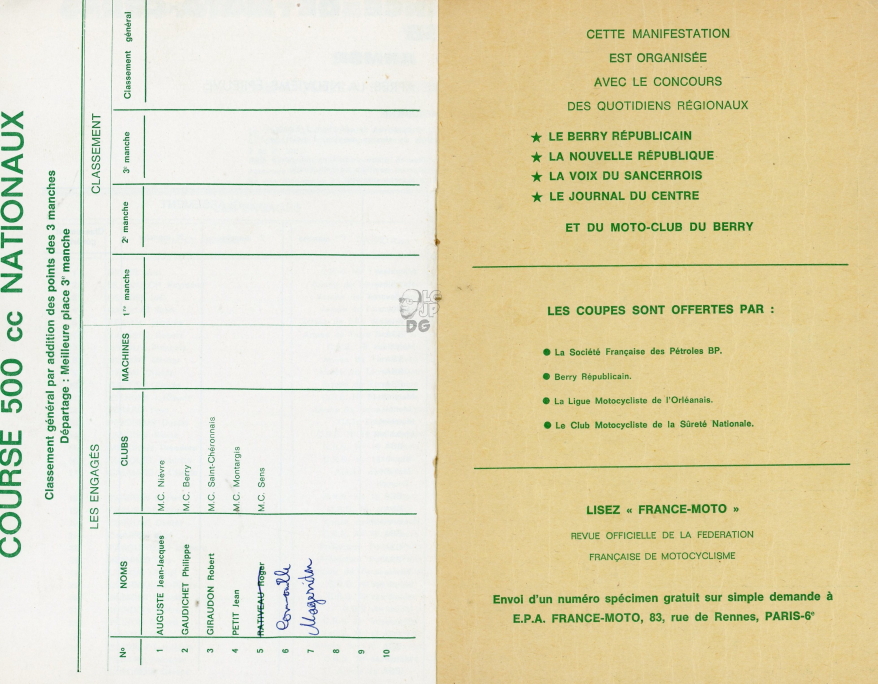 COURSE 500 cc NATIONAUX
Classement général par addition des points des 3 manches
Départage : Meilleure place 3e manche
LES ENGAGÉS CLASSEMENT
No NOMS CLUBS MACHINES 1re manche 2e manche 3e manche Classement général
1 AUGUSTE Jean-Jacques M.C. Nièvre
2 GAUDICHET Philippe M.C. Berry
3 GIRAUDON Robert M.C. Saint-Chéronnais
4 PETIT Jean M.C. Montargis
5 RATIVEAU Roger M.C. Sens
6
7
8
9
10
CETTE MANIFESTATION
EST ORGANISÉE
AVEC LE CONCOURS
DES QUOTIDIENS RÉGIONAUX
★ LE BERRY RÉPUBLICAIN
★ LA NOUVELLE RÉPUBLIQUE
★ LA VOIX DU SANCERROIS
★ LE JOURNAL DU CENTRE
ET DU MOTO-CLUB DU BERRY
LES COUPES SONT OFFERTES PAR :
● La Société Française des Pétroles BP.
● Berry Républicain.
● La Ligue Motocycliste de l'Orléanais.
● Le Club Motocycliste de la Sûreté Nationale.
LISEZ « FRANCE-MOTO »
REVUE OFFICIELLE DE LA FEDERATION
FRANÇAISE DE MOTOCYCLISME
Envoi d'un numéro spécimen gratuit sur simple demande à
E.P.A. FRANCE-MOTO, 83, rue de Rennes, PARIS-6e
LG
JP
DG